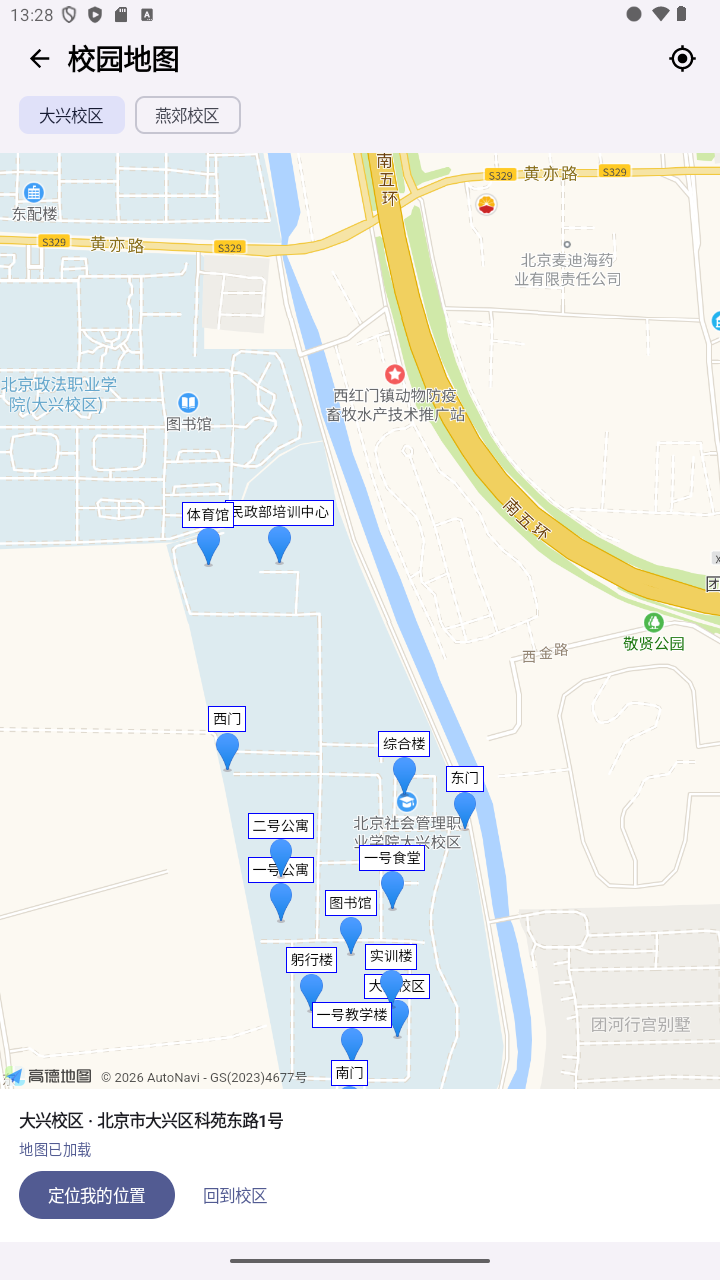 13:28
校园地图
大兴校区
燕郊校区
南五环
S329
黄亦路
S329
东配楼
S329
黄亦路
S329
北京麦迪海药
业有限责任公司
北京政法职业学
院(大兴校区)
图书馆
西红门镇动物防疫
畜牧水产技术推广站
体育馆
民政部培训中心
南五环
团
敬贤公园
西金路
西门
综合楼
东门
二号公寓
北京社会管理职
业学院大兴校区
一号公寓
一号食堂
图书馆
躬行楼
实训楼
校区
一号教学楼
团河行宫别墅
南门
高德地图
© 2026 AutoNavi - GS(2023)4677号
大兴校区 · 北京市大兴区科苑东路1号
地图已加载
定位我的位置
回到校区